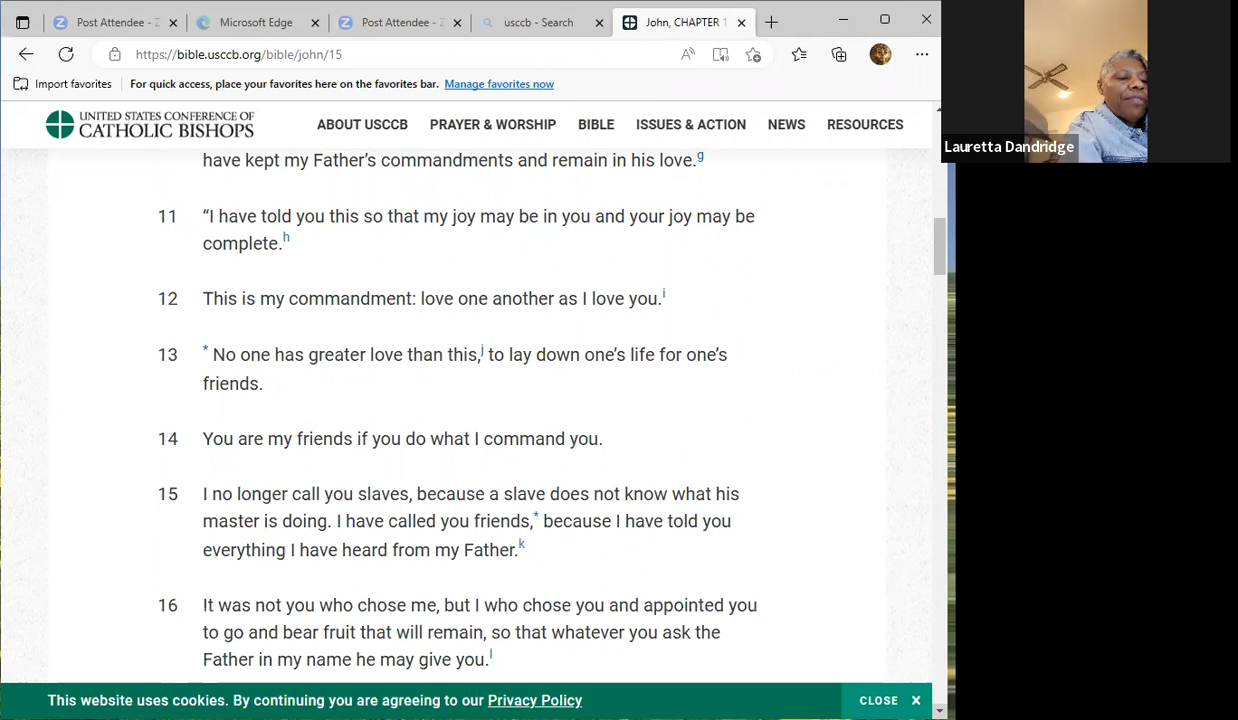 Post Attendee - Z
Microsoft Edge
Post Attendee - Z
usccb - Search
John, CHAPTER 1
https://bible.usccb.org/bible/john/15
Import favorites
For quick access, place your favorites here on the favorites bar. Manage favorites now
UNITED STATES CONFERENCE OF
CATHOLIC BISHOPS
ABOUT USCCB PRAYER & WORSHIP BIBLE ISSUES & ACTION NEWS RESOURCES
Lauretta Dandridge
have kept my Father’s commandments and remain in his love.g
11 “I have told you this so that my joy may be in you and your joy may be
complete.h
12 This is my commandment: love one another as I love you.i
13 * No one has greater love than this,j to lay down one’s life for one’s
friends.
14 You are my friends if you do what I command you.
15 I no longer call you slaves, because a slave does not know what his
master is doing. I have called you friends,* because I have told you
everything I have heard from my Father.k
16 It was not you who chose me, but I who chose you and appointed you
to go and bear fruit that will remain, so that whatever you ask the
Father in my name he may give you.l
This website uses cookies. By continuing you are agreeing to our Privacy Policy
CLOSE X